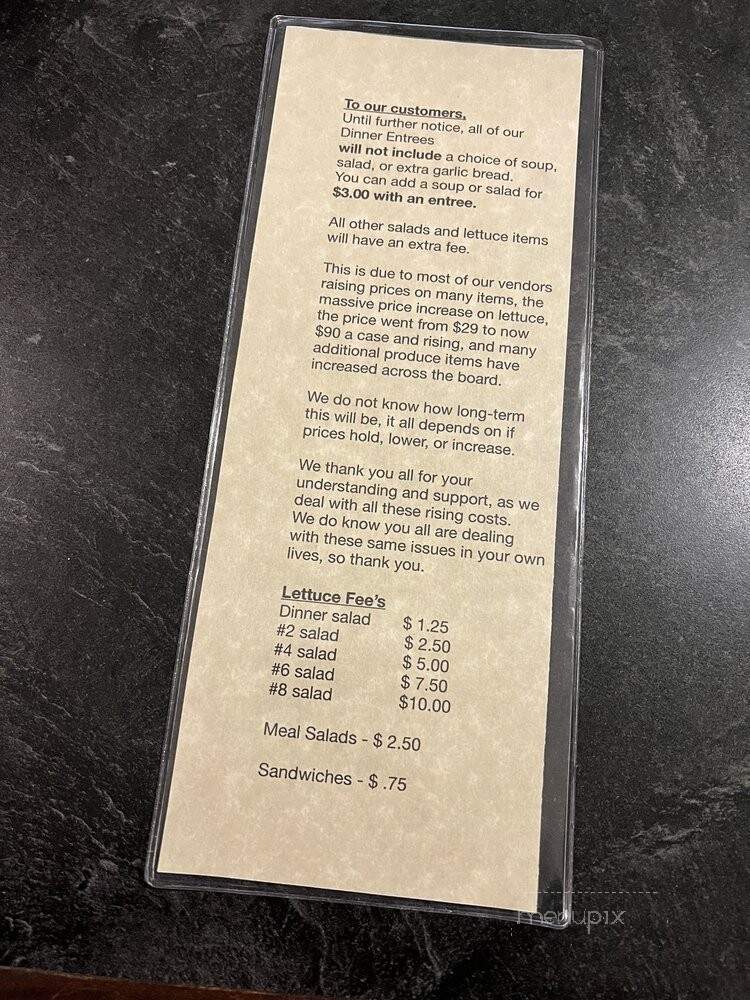 To our customers,
Until further notice, all of our
Dinner Entrees
will not include a choice of soup,
salad, or extra garlic bread.
You can add a soup or salad for
$3.00 with an entree.
All other salads and lettuce items
will have an extra fee.
This is due to most of our vendors
raising prices on many items, the
massive price increase on lettuce,
the price went from $29 to now
$90 a case and rising, and many
additional produce items have
increased across the board.
We do not know how long-term
this will be, it all depends on if
prices hold, lower, or increase.
We thank you all for your
understanding and support, as we
deal with all these rising costs.
We do know you all are dealing
with these same issues in your own
lives, so thank you.
Lettuce Fee's
Dinner salad $ 1.25
#2 salad $ 2.50
#4 salad $ 5.00
#6 salad $ 7.50
#8 salad $10.00
Meal Salads - $ 2.50
Sandwiches - $ .75
menupix